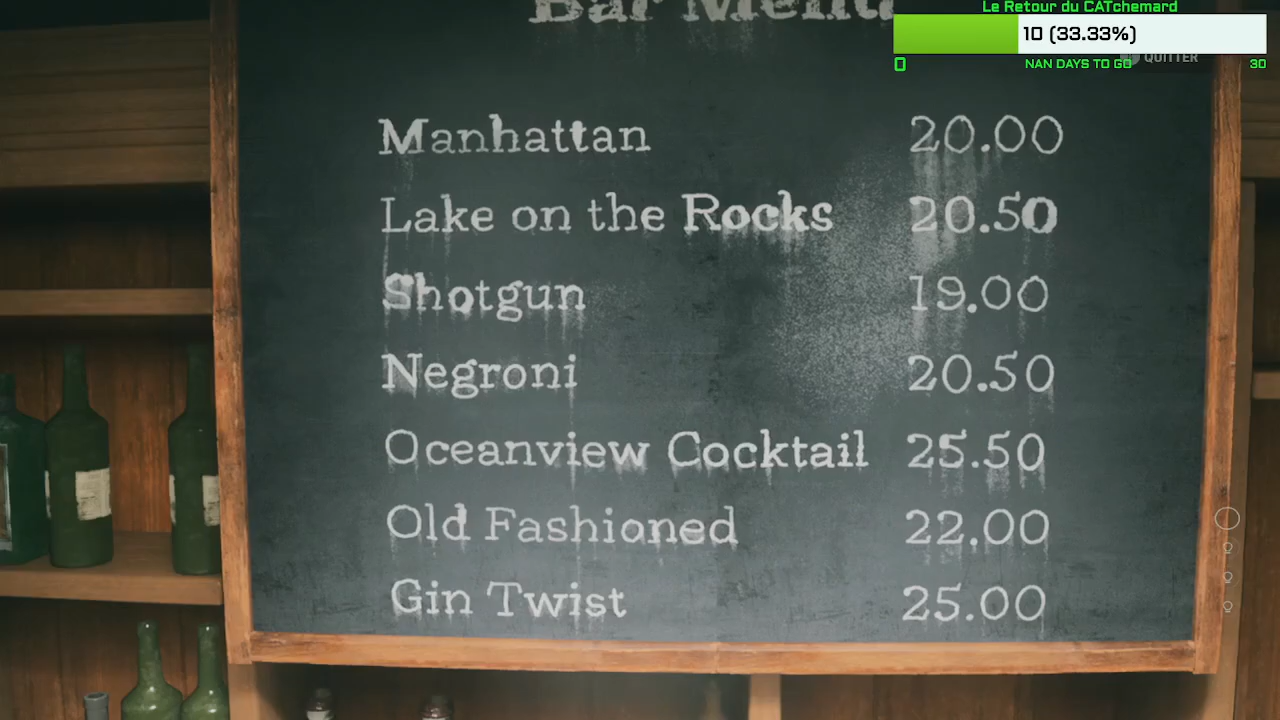 Bar Menu
Le Retour du CATchemard
10 (33.33%)
0 NAN DAYS TO GO 30
QUITTER
Manhattan 20.00
Lake on the Rocks 20.50
Shotgun 19.00
Negroni 20.50
Oceanview Cocktail 25.50
Old Fashioned 22.00
Gin Twist 25.00